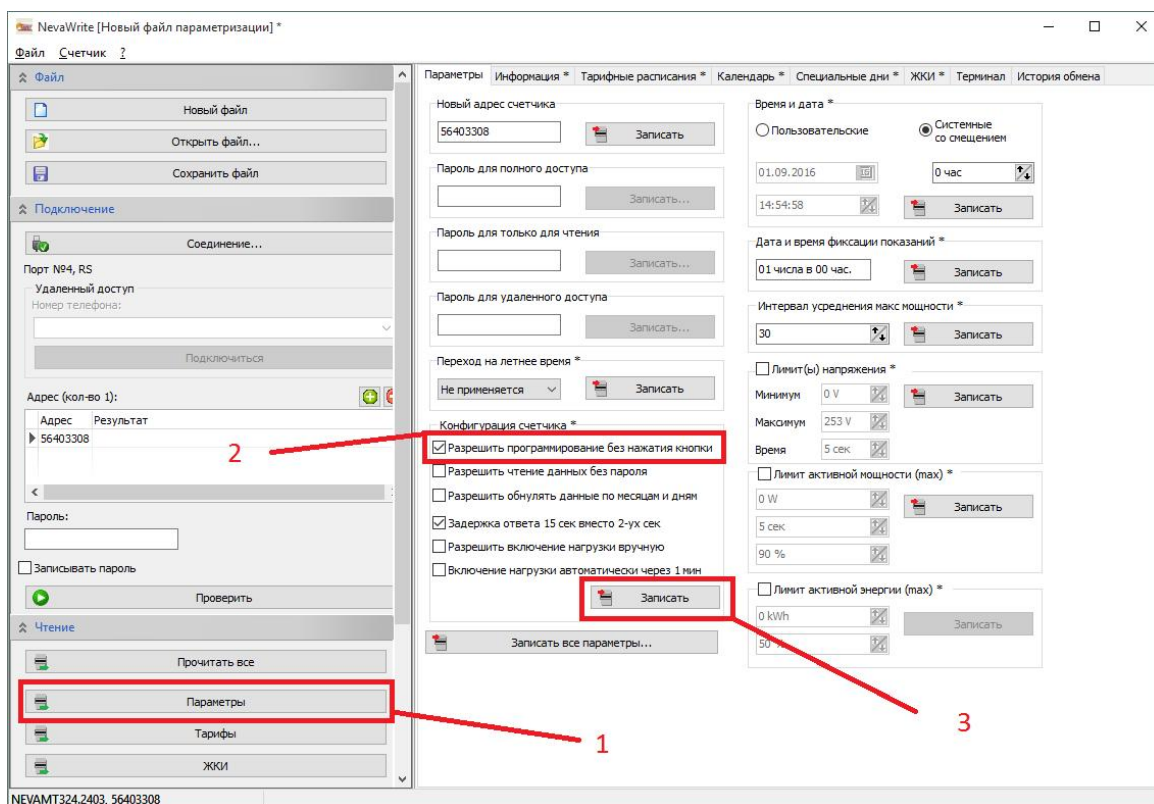 NevaWrite [Новый файл параметризации] *
Файл Счетчик ?
Файл
Новый файл
Открыть файл...
Сохранить файл
Подключение
Соединение...
Порт №4, RS
Удаленный доступ
Номер телефона:
Подключиться
Адрес (кол-во 1):
Адрес Результат
56403308
2
Пароль:
Записывать пароль
Проверить
Чтение
Прочитать все
Параметры
Тарифы
ЖКИ
1
Параметры Информация * Тарифные расписания * Календарь * Специальные дни * ЖКИ * Терминал История обмена
Новый адрес счетчика
56403308 Записать
Пароль для полного доступа
Записать...
Пароль для только для чтения
Записать...
Пароль для удаленного доступа
Записать...
Переход на летнее время *
Не применяется Записать
Конфигурация счетчика *
Разрешить программирование без нажатия кнопки
Разрешить чтение данных без пароля
Разрешить обнулять данные по месяцам и дням
Задержка ответа 15 сек вместо 2-ух сек
Разрешить включение нагрузки вручную
Включение нагрузки автоматически через 1 мин
Записать
Записать все параметры...
Время и дата *
Пользовательские Системные
со смещением
01.09.2016 15 0 час
14:54:58 Записать
Дата и время фиксации показаний *
01 числа в 00 час. Записать
Интервал усреднения макс мощности *
30 Записать
Лимит(ы) напряжения *
Минимум 0 V Записать
Максимум 253 V
Время 5 сек
Лимит активной мощности (max) *
0 W Записать
5 сек
90 %
Лимит активной энергии (max) *
0 kWh Записать
50 %
3
NEVAMT324.2403, 56403308